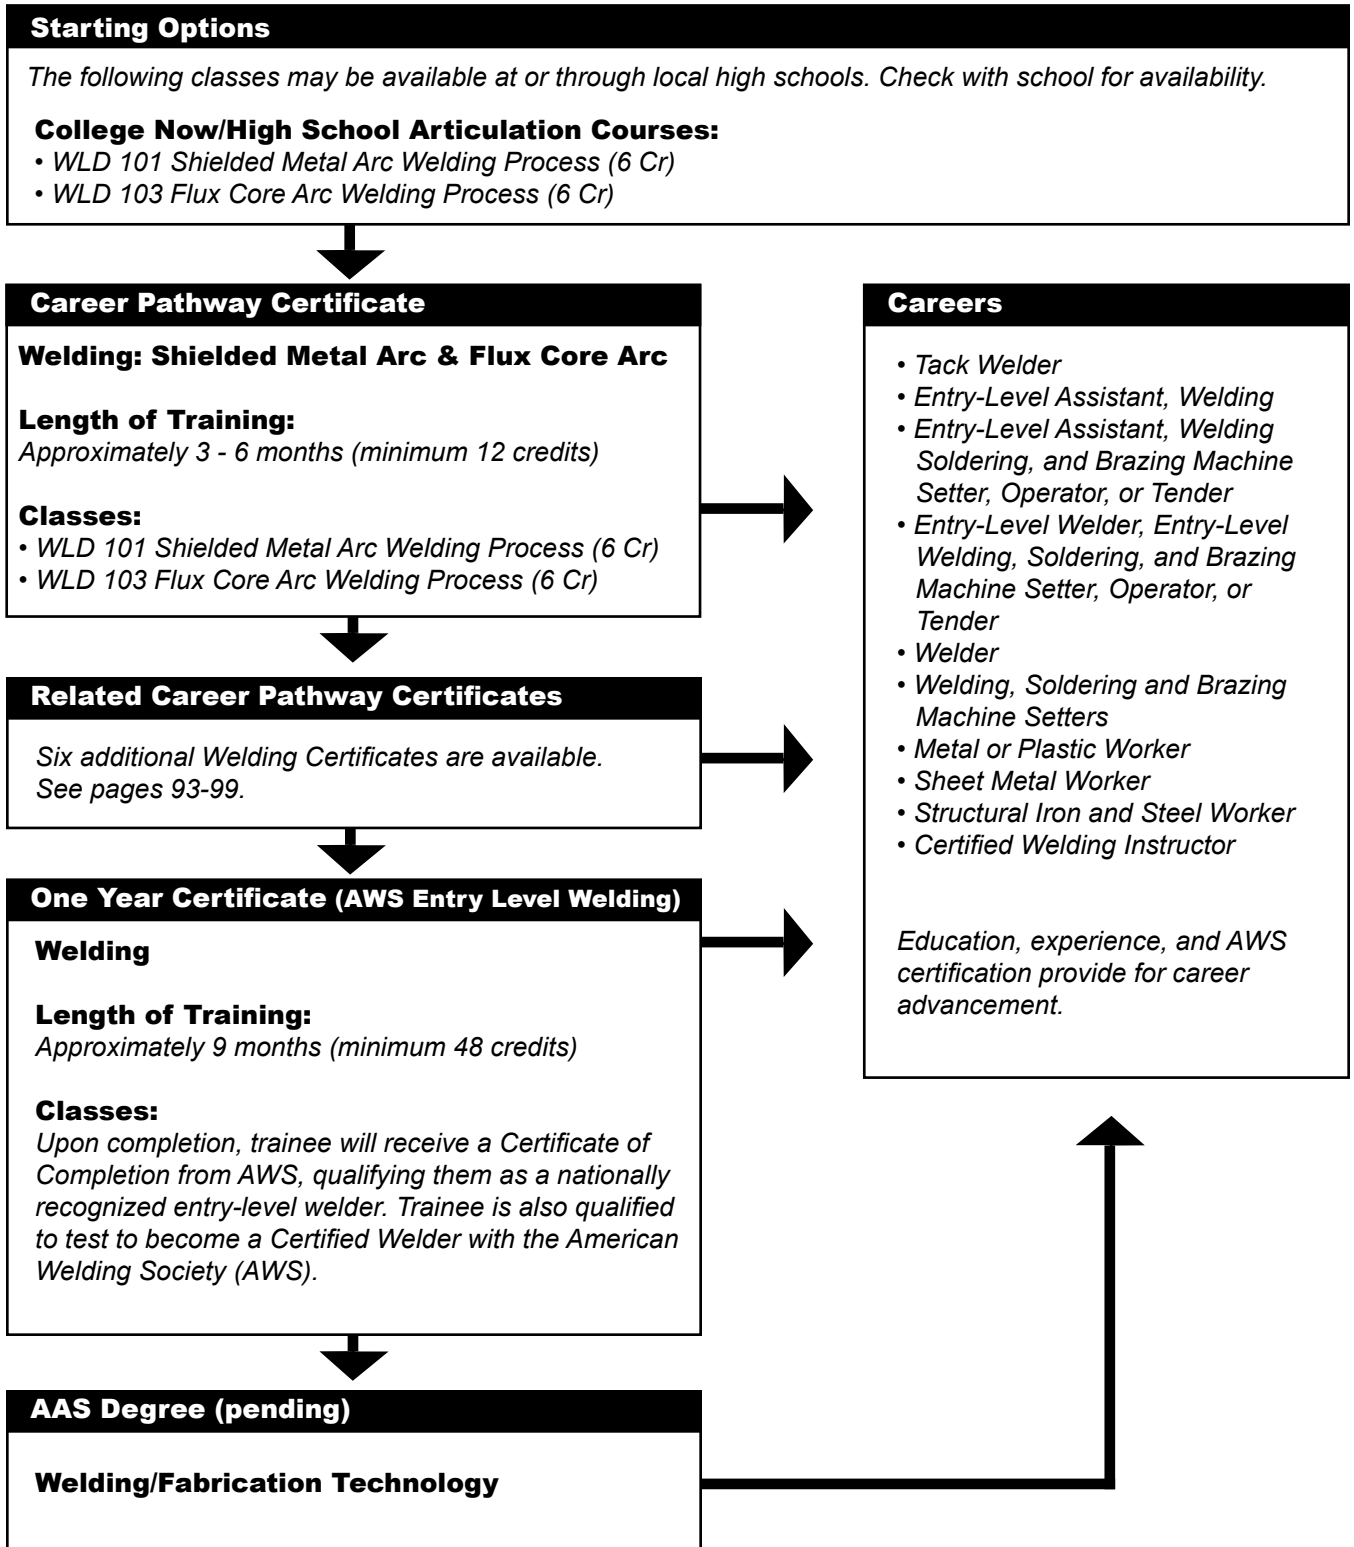 Starting Options
The following classes may be available at or through local high schools. Check with school for availability.
College Now/High School Articulation Courses:
• WLD 101 Shielded Metal Arc Welding Process (6 Cr)
• WLD 103 Flux Core Arc Welding Process (6 Cr)
Career Pathway Certificate
Welding: Shielded Metal Arc & Flux Core Arc
Length of Training:
Approximately 3 - 6 months (minimum 12 credits)
Classes:
• WLD 101 Shielded Metal Arc Welding Process (6 Cr)
• WLD 103 Flux Core Arc Welding Process (6 Cr)
Related Career Pathway Certificates
Six additional Welding Certificates are available.
See pages 93-99.
One Year Certificate (AWS Entry Level Welding)
Welding
Length of Training:
Approximately 9 months (minimum 48 credits)
Classes:
Upon completion, trainee will receive a Certificate of
Completion from AWS, qualifying them as a nationally
recognized entry-level welder. Trainee is also qualified
to test to become a Certified Welder with the American
Welding Society (AWS).
AAS Degree (pending)
Welding/Fabrication Technology
Careers
• Tack Welder
• Entry-Level Assistant, Welding
• Entry-Level Assistant, Welding
Soldering, and Brazing Machine
Setter, Operator, or Tender
• Entry-Level Welder, Entry-Level
Welding, Soldering, and Brazing
Machine Setter, Operator, or
Tender
• Welder
• Welding, Soldering and Brazing
Machine Setters
• Metal or Plastic Worker
• Sheet Metal Worker
• Structural Iron and Steel Worker
• Certified Welding Instructor
Education, experience, and AWS
certification provide for career
advancement.